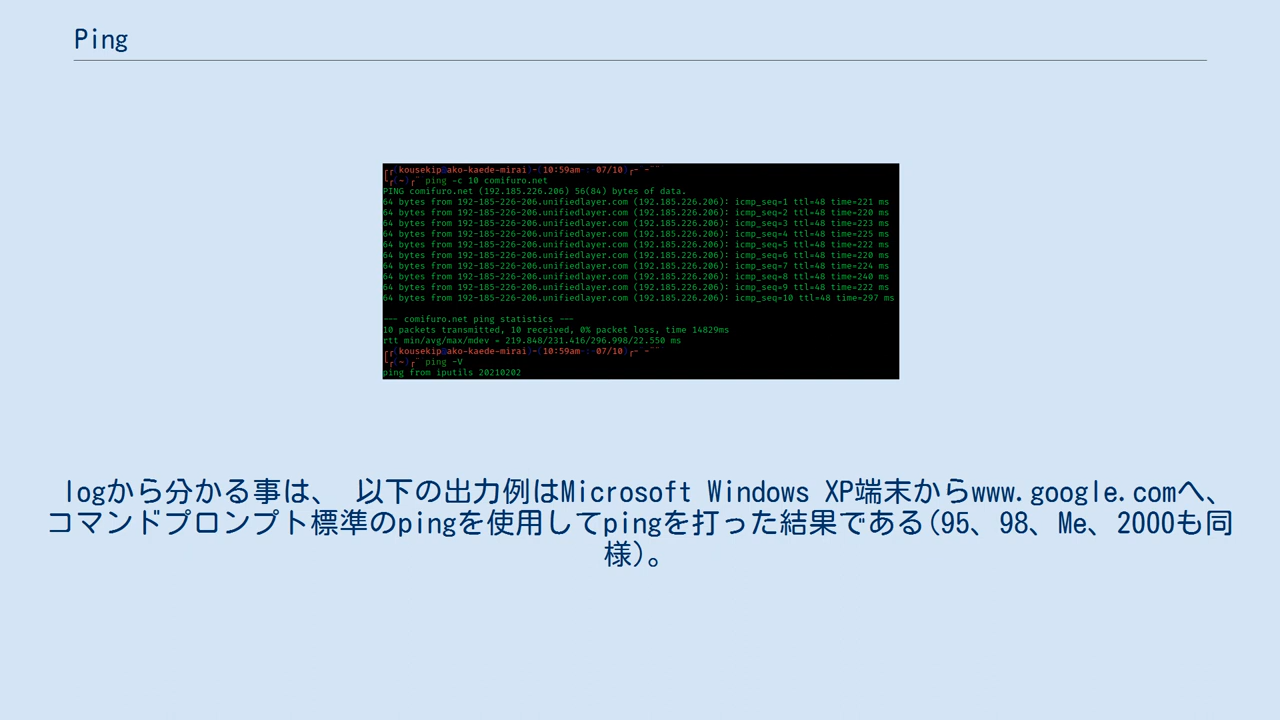 Ping
┌┌(kousekip@ako-kaede-mirai)-(10:59am-:-07/10)┌- -¯¯
└┌(~)┌¯ ping -c 10 comifuro.net
PING comifuro.net (192.185.226.206) 56(84) bytes of data.
64 bytes from 192-185-226-206.unifiedlayer.com (192.185.226.206): icmp_seq=1 ttl=48 time=221 ms
64 bytes from 192-185-226-206.unifiedlayer.com (192.185.226.206): icmp_seq=2 ttl=48 time=220 ms
64 bytes from 192-185-226-206.unifiedlayer.com (192.185.226.206): icmp_seq=3 ttl=48 time=223 ms
64 bytes from 192-185-226-206.unifiedlayer.com (192.185.226.206): icmp_seq=4 ttl=48 time=225 ms
64 bytes from 192-185-226-206.unifiedlayer.com (192.185.226.206): icmp_seq=5 ttl=48 time=222 ms
64 bytes from 192-185-226-206.unifiedlayer.com (192.185.226.206): icmp_seq=6 ttl=48 time=220 ms
64 bytes from 192-185-226-206.unifiedlayer.com (192.185.226.206): icmp_seq=7 ttl=48 time=224 ms
64 bytes from 192-185-226-206.unifiedlayer.com (192.185.226.206): icmp_seq=8 ttl=48 time=240 ms
64 bytes from 192-185-226-206.unifiedlayer.com (192.185.226.206): icmp_seq=9 ttl=48 time=222 ms
64 bytes from 192-185-226-206.unifiedlayer.com (192.185.226.206): icmp_seq=10 ttl=48 time=297 ms
--- comifuro.net ping statistics ---
10 packets transmitted, 10 received, 0% packet loss, time 14829ms
rtt min/avg/max/mdev = 219.848/231.416/296.998/22.550 ms
┌┌(kousekip@ako-kaede-mirai)-(10:59am-:-07/10)┌- -¯¯
└┌(~)┌¯ ping -V
ping from iputils 20210202
logから分かる事は、 以下の出力例はMicrosoft Windows XP端末からwww.google.comへ、
コマンドプロンプト標準のpingを使用してpingを打った結果である(95、98、Me、2000も同
様)。